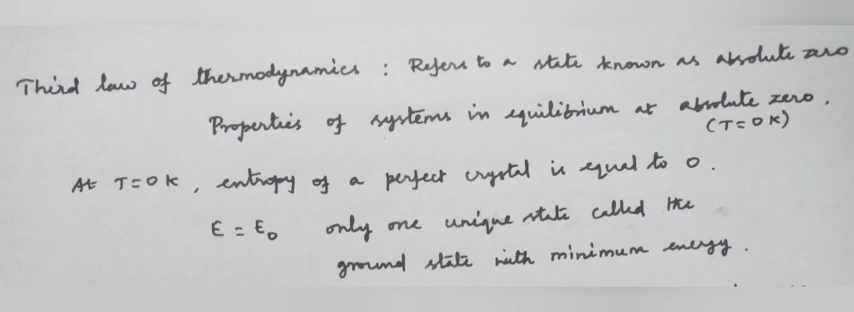 Third law of thermodynamics : Refers to a state known as absolute zero
Properties of systems in equilibrium at absolute zero.
(T=0K)
At T=0K, entropy of a perfect crystal is equal to 0.
E = E₀ only one unique state called the
ground state with minimum energy.